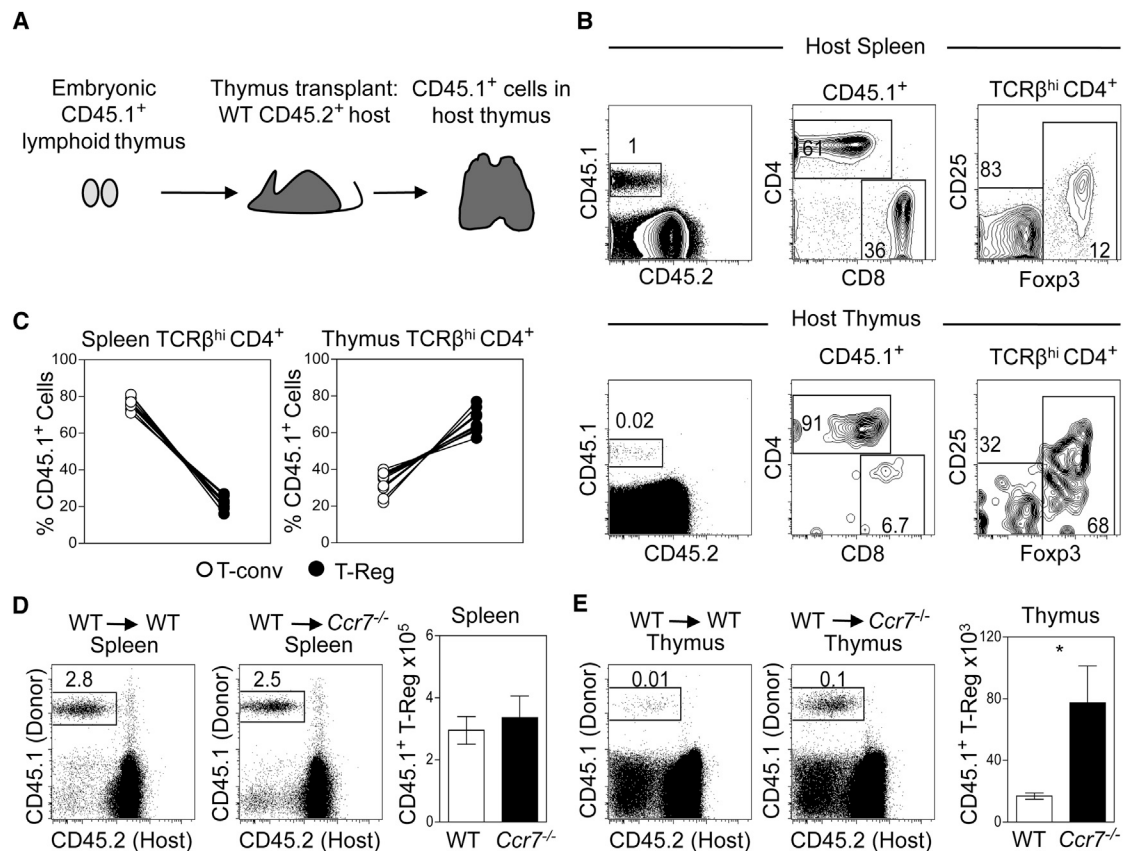 A
Embryonic
CD45.1+
lymphoid thymus
Thymus transplant:
WT CD45.2+ host
CD45.1+ cells in
host thymus
B
Host Spleen
CD45.1+
TCRβhi CD4+
1
CD45.1
CD45.2
61
36
CD4
CD8
83
12
CD25
Foxp3
Host Thymus
CD45.1+
TCRβhi CD4+
0.02
CD45.1
CD45.2
91
6.7
CD4
CD8
32
68
CD25
Foxp3
C
Spleen TCRβhi CD4+
Thymus TCRβhi CD4+
% CD45.1+ Cells
100
80
60
40
20
0
% CD45.1+ Cells
100
80
60
40
20
0
T-conv
T-Reg
D
WT → WT
Spleen
2.8
CD45.1 (Donor)
CD45.2 (Host)
WT → Ccr7-/-
Spleen
2.5
CD45.1 (Donor)
CD45.2 (Host)
Spleen
CD45.1+ T-Reg x10⁵
6
4
2
0
WT
Ccr7-/-
E
WT → WT
Thymus
0.01
CD45.1 (Donor)
CD45.2 (Host)
WT → Ccr7-/-
Thymus
0.1
CD45.1 (Donor)
CD45.2 (Host)
Thymus
CD45.1+ T-Reg x10³
120
80
40
0
*
WT
Ccr7-/-